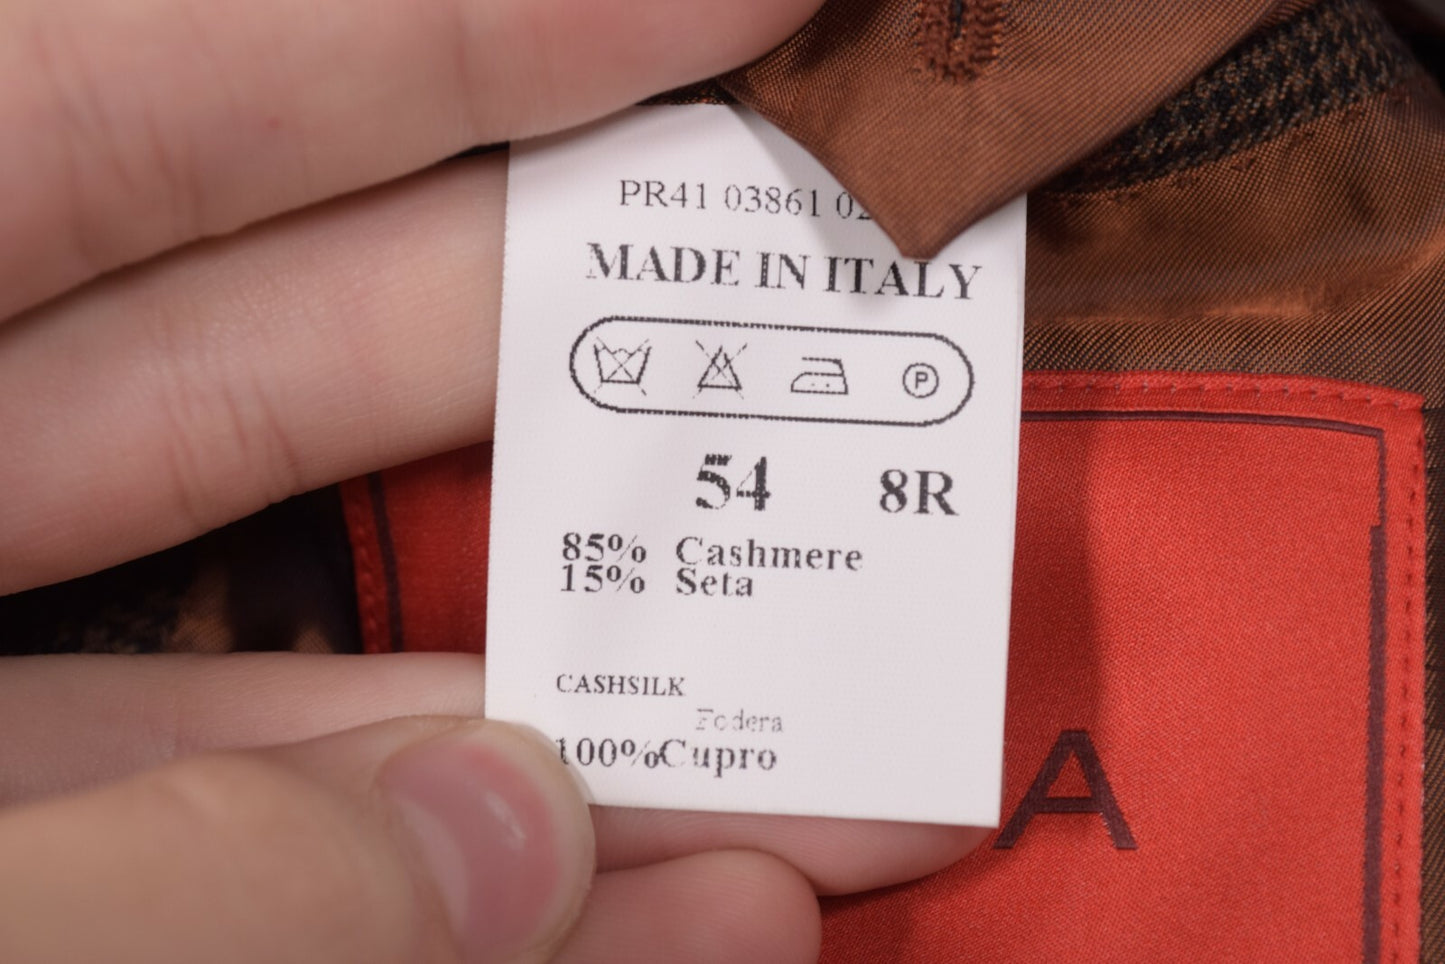 PR41 03861 02
MADE IN ITALY
P
54 8R
85% Cashmere
15% Seta
CASHSILK
Fodera
100%Cupro
A